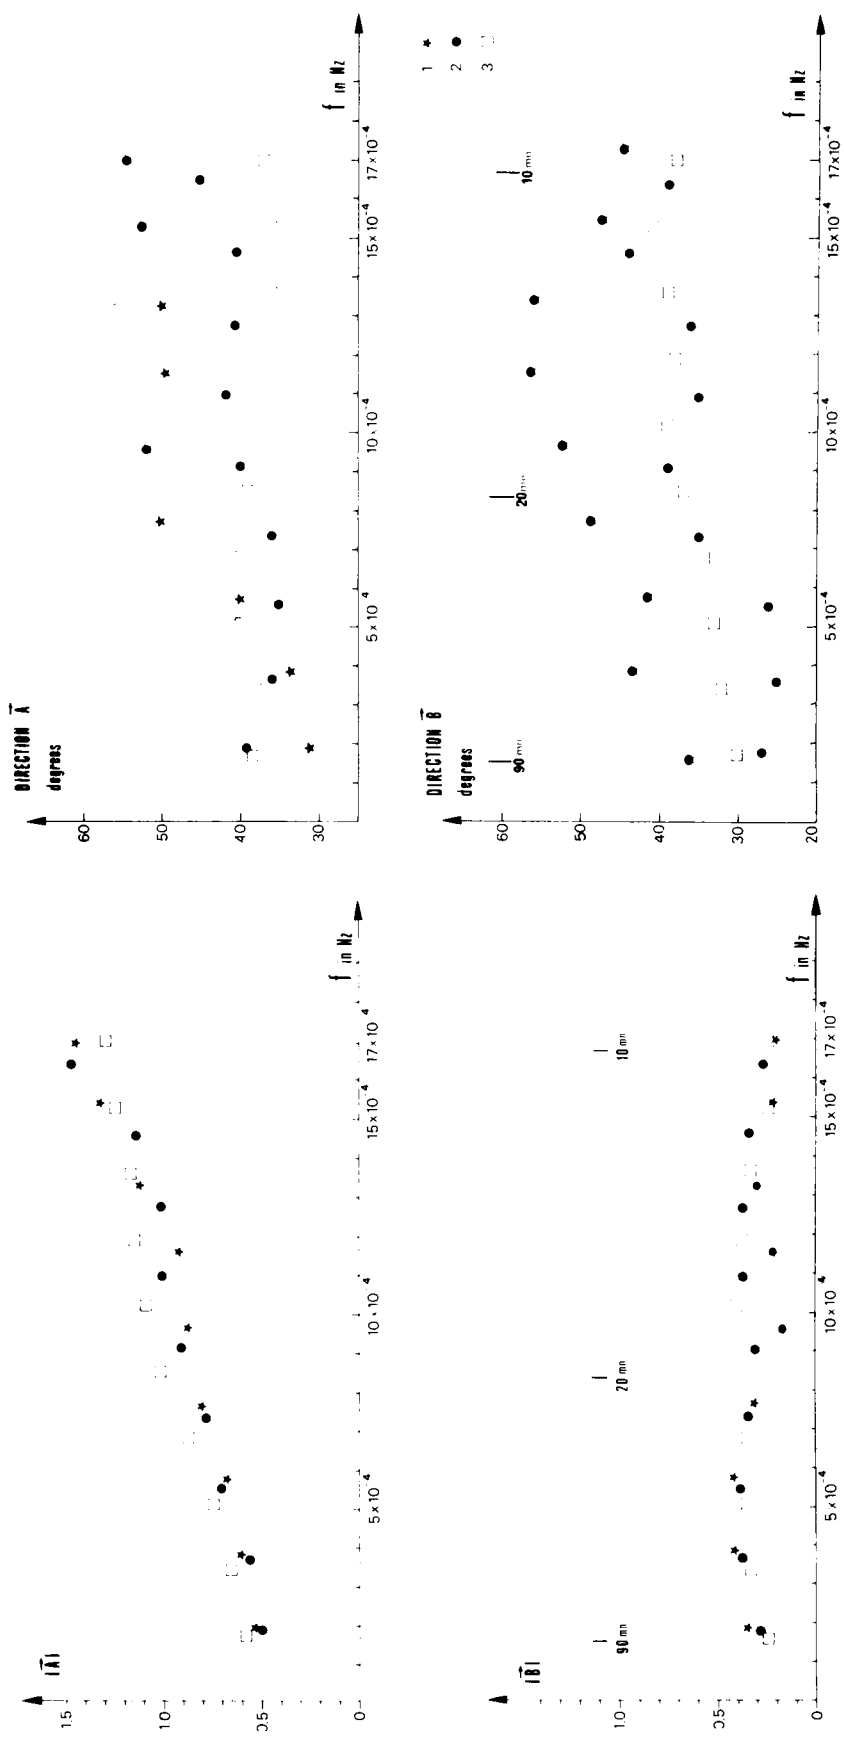 |A⃗|
1.5
1.0
0.5
0
5 x 10⁻⁴
10 x 10⁻⁴
15 x 10⁻⁴
17 x 10⁻⁴
f in Hz
DIRECTION A⃗
degrees
60
50
40
30
5 x 10⁻⁴
10 x 10⁻⁴
15 x 10⁻⁴
17 x 10⁻⁴
f in Hz
|B⃗|
1.0
0.5
0
90 mn
20 mn
10 mn
5 x 10⁻⁴
10 x 10⁻⁴
15 x 10⁻⁴
17 x 10⁻⁴
f in Hz
DIRECTION B⃗
degrees
60
50
40
30
20
90 mn
20 mn
10 mn
5 x 10⁻⁴
10 x 10⁻⁴
15 x 10⁻⁴
17 x 10⁻⁴
f in Hz
1 ★
2 ●
3 □